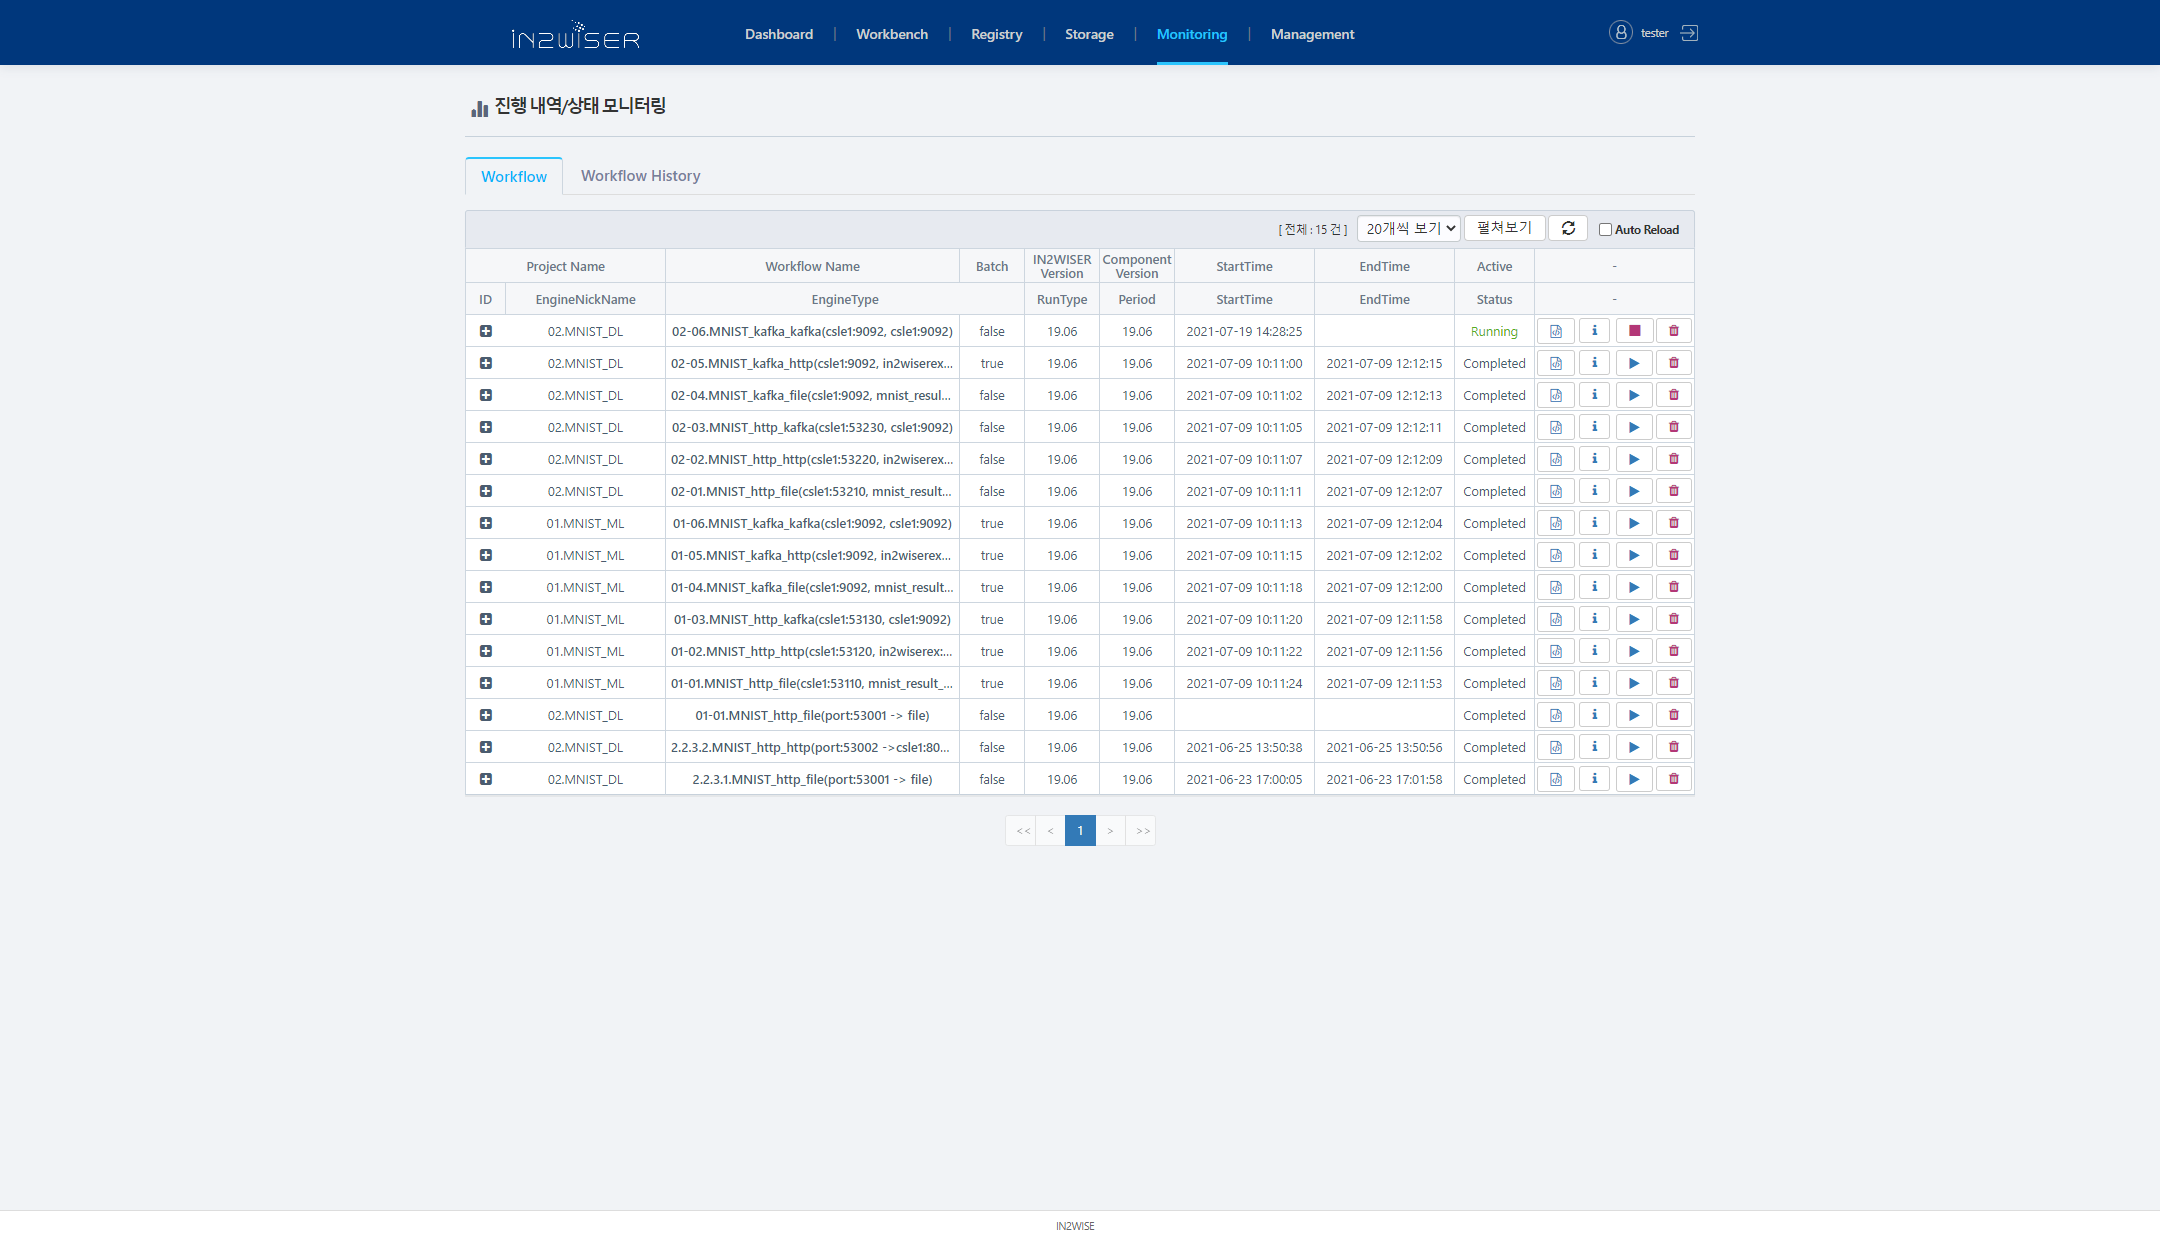 IN2WISER Dashboard | Workbench | Registry | Storage | Monitoring | Management tester
진행 내역/상태 모니터링
Workflow Workflow History
[ 전체 : 15 건 ] 20개씩 보기 펼쳐보기 Auto Reload
Project Name Workflow Name Batch IN2WISER Version Component Version StartTime EndTime Active -
ID EngineNickName EngineType RunType Period StartTime EndTime Status -
02.MNIST_DL 02-06.MNIST_kafka_kafka(csle1:9092, csle1:9092) false 19.06 19.06 2021-07-19 14:28:25 Running
02.MNIST_DL 02-05.MNIST_kafka_http(csle1:9092, in2wiserex... true 19.06 19.06 2021-07-09 10:11:00 2021-07-09 12:12:15 Completed
02.MNIST_DL 02-04.MNIST_kafka_file(csle1:9092, mnist_resul... false 19.06 19.06 2021-07-09 10:11:02 2021-07-09 12:12:13 Completed
02.MNIST_DL 02-03.MNIST_http_kafka(csle1:53230, csle1:9092) false 19.06 19.06 2021-07-09 10:11:05 2021-07-09 12:12:11 Completed
02.MNIST_DL 02-02.MNIST_http_http(csle1:53220, in2wiserex... false 19.06 19.06 2021-07-09 10:11:07 2021-07-09 12:12:09 Completed
02.MNIST_DL 02-01.MNIST_http_file(csle1:53210, mnist_result... false 19.06 19.06 2021-07-09 10:11:11 2021-07-09 12:12:07 Completed
01.MNIST_ML 01-06.MNIST_kafka_kafka(csle1:9092, csle1:9092) true 19.06 19.06 2021-07-09 10:11:13 2021-07-09 12:12:04 Completed
01.MNIST_ML 01-05.MNIST_kafka_http(csle1:9092, in2wiserex... true 19.06 19.06 2021-07-09 10:11:15 2021-07-09 12:12:02 Completed
01.MNIST_ML 01-04.MNIST_kafka_file(csle1:9092, mnist_result... true 19.06 19.06 2021-07-09 10:11:18 2021-07-09 12:12:00 Completed
01.MNIST_ML 01-03.MNIST_http_kafka(csle1:53130, csle1:9092) true 19.06 19.06 2021-07-09 10:11:20 2021-07-09 12:11:58 Completed
01.MNIST_ML 01-02.MNIST_http_http(csle1:53120, in2wiserex:... true 19.06 19.06 2021-07-09 10:11:22 2021-07-09 12:11:56 Completed
01.MNIST_ML 01-01.MNIST_http_file(csle1:53110, mnist_result_... true 19.06 19.06 2021-07-09 10:11:24 2021-07-09 12:11:53 Completed
02.MNIST_DL 01-01.MNIST_http_file(port:53001 -> file) false 19.06 19.06 Completed
02.MNIST_DL 2.2.3.2.MNIST_http_http(port:53002 ->csle1:80... false 19.06 19.06 2021-06-25 13:50:38 2021-06-25 13:50:56 Completed
02.MNIST_DL 2.2.3.1.MNIST_http_file(port:53001 -> file) false 19.06 19.06 2021-06-23 17:00:05 2021-06-23 17:01:58 Completed
<< < 1 > >>
IN2WISE